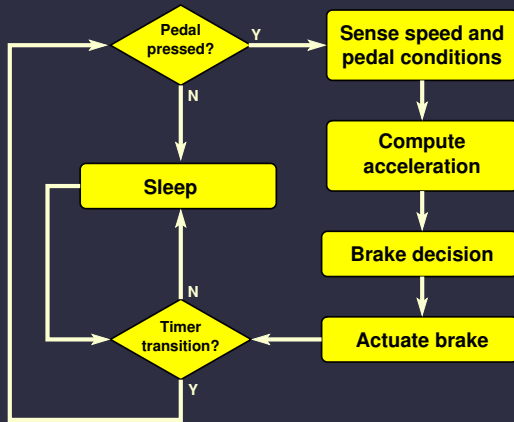 Pedal
pressed?
Y
N
Sense speed and
pedal conditions
Compute
acceleration
Sleep
Brake decision
N
Timer
transition?
Y
Actuate brake